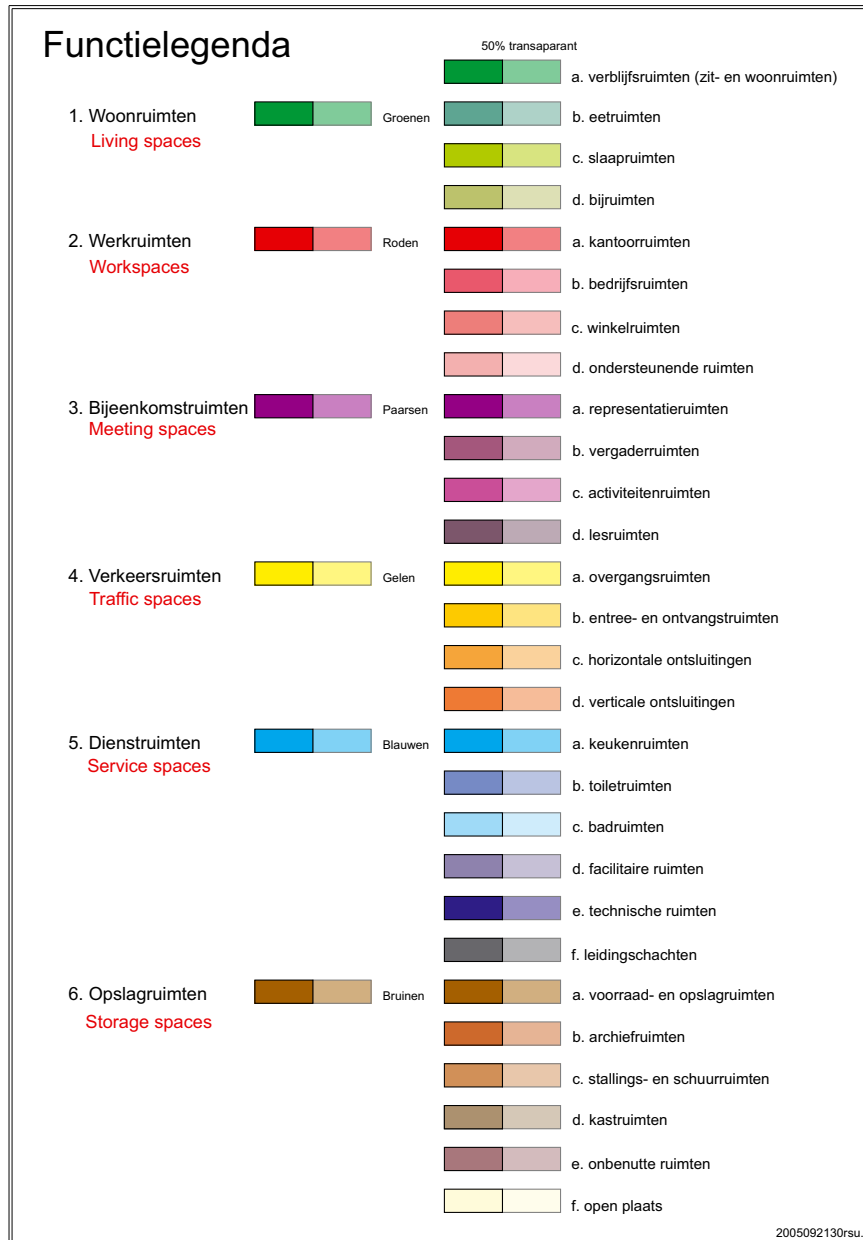 Functielegenda
50% transaparant
a. verblijfsruimten (zit- en woonruimten)
1. Woonruimten
Living spaces
Groenen
b. eetruimten
c. slaapruimten
d. bijruimten
2. Werkruimten
Workspaces
Roden
a. kantoorruimten
b. bedrijfsruimten
c. winkelruimten
d. ondersteunende ruimten
3. Bijeenkomstruimten
Meeting spaces
Paarsen
a. representatieruimten
b. vergaderruimten
c. activiteitenruimten
d. lesruimten
4. Verkeersruimten
Traffic spaces
Gelen
a. overgangsruimten
b. entree- en ontvangstruimten
c. horizontale ontsluitingen
d. verticale ontsluitingen
5. Dienstruimten
Service spaces
Blauwen
a. keukenruimten
b. toiletruimten
c. badruimten
d. facilitaire ruimten
e. technische ruimten
f. leidingschachten
6. Opslagruimten
Storage spaces
Bruinen
a. voorraad- en opslagruimten
b. archiefruimten
c. stallings- en schuurruimten
d. kastruimten
e. onbenutte ruimten
f. open plaats
2005092130rsu.